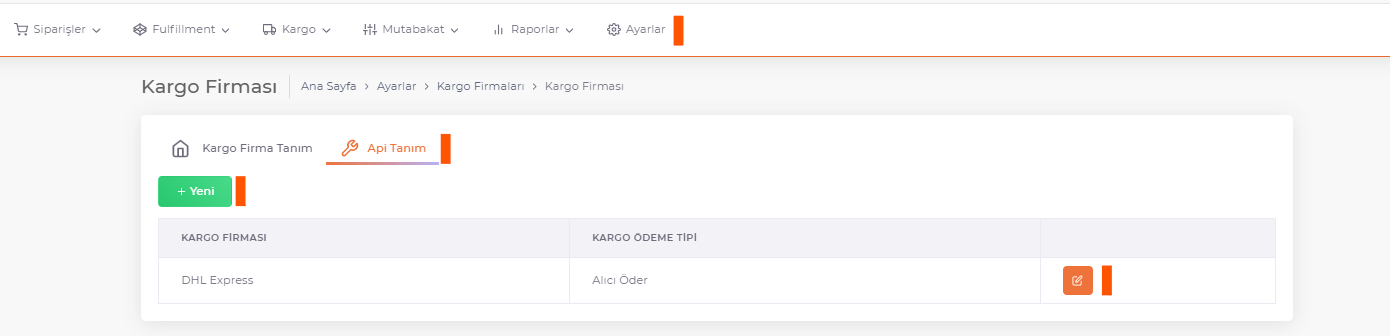 Siparişler Fulfillment Kargo Mutabakat Raporlar Ayarlar
Kargo Firması Ana Sayfa > Ayarlar > Kargo Firmaları > Kargo Firması
Kargo Firma Tanım Api Tanım
+ Yeni
KARGO FİRMASI KARGO ÖDEME TİPİ
DHL Express Alıcı Öder